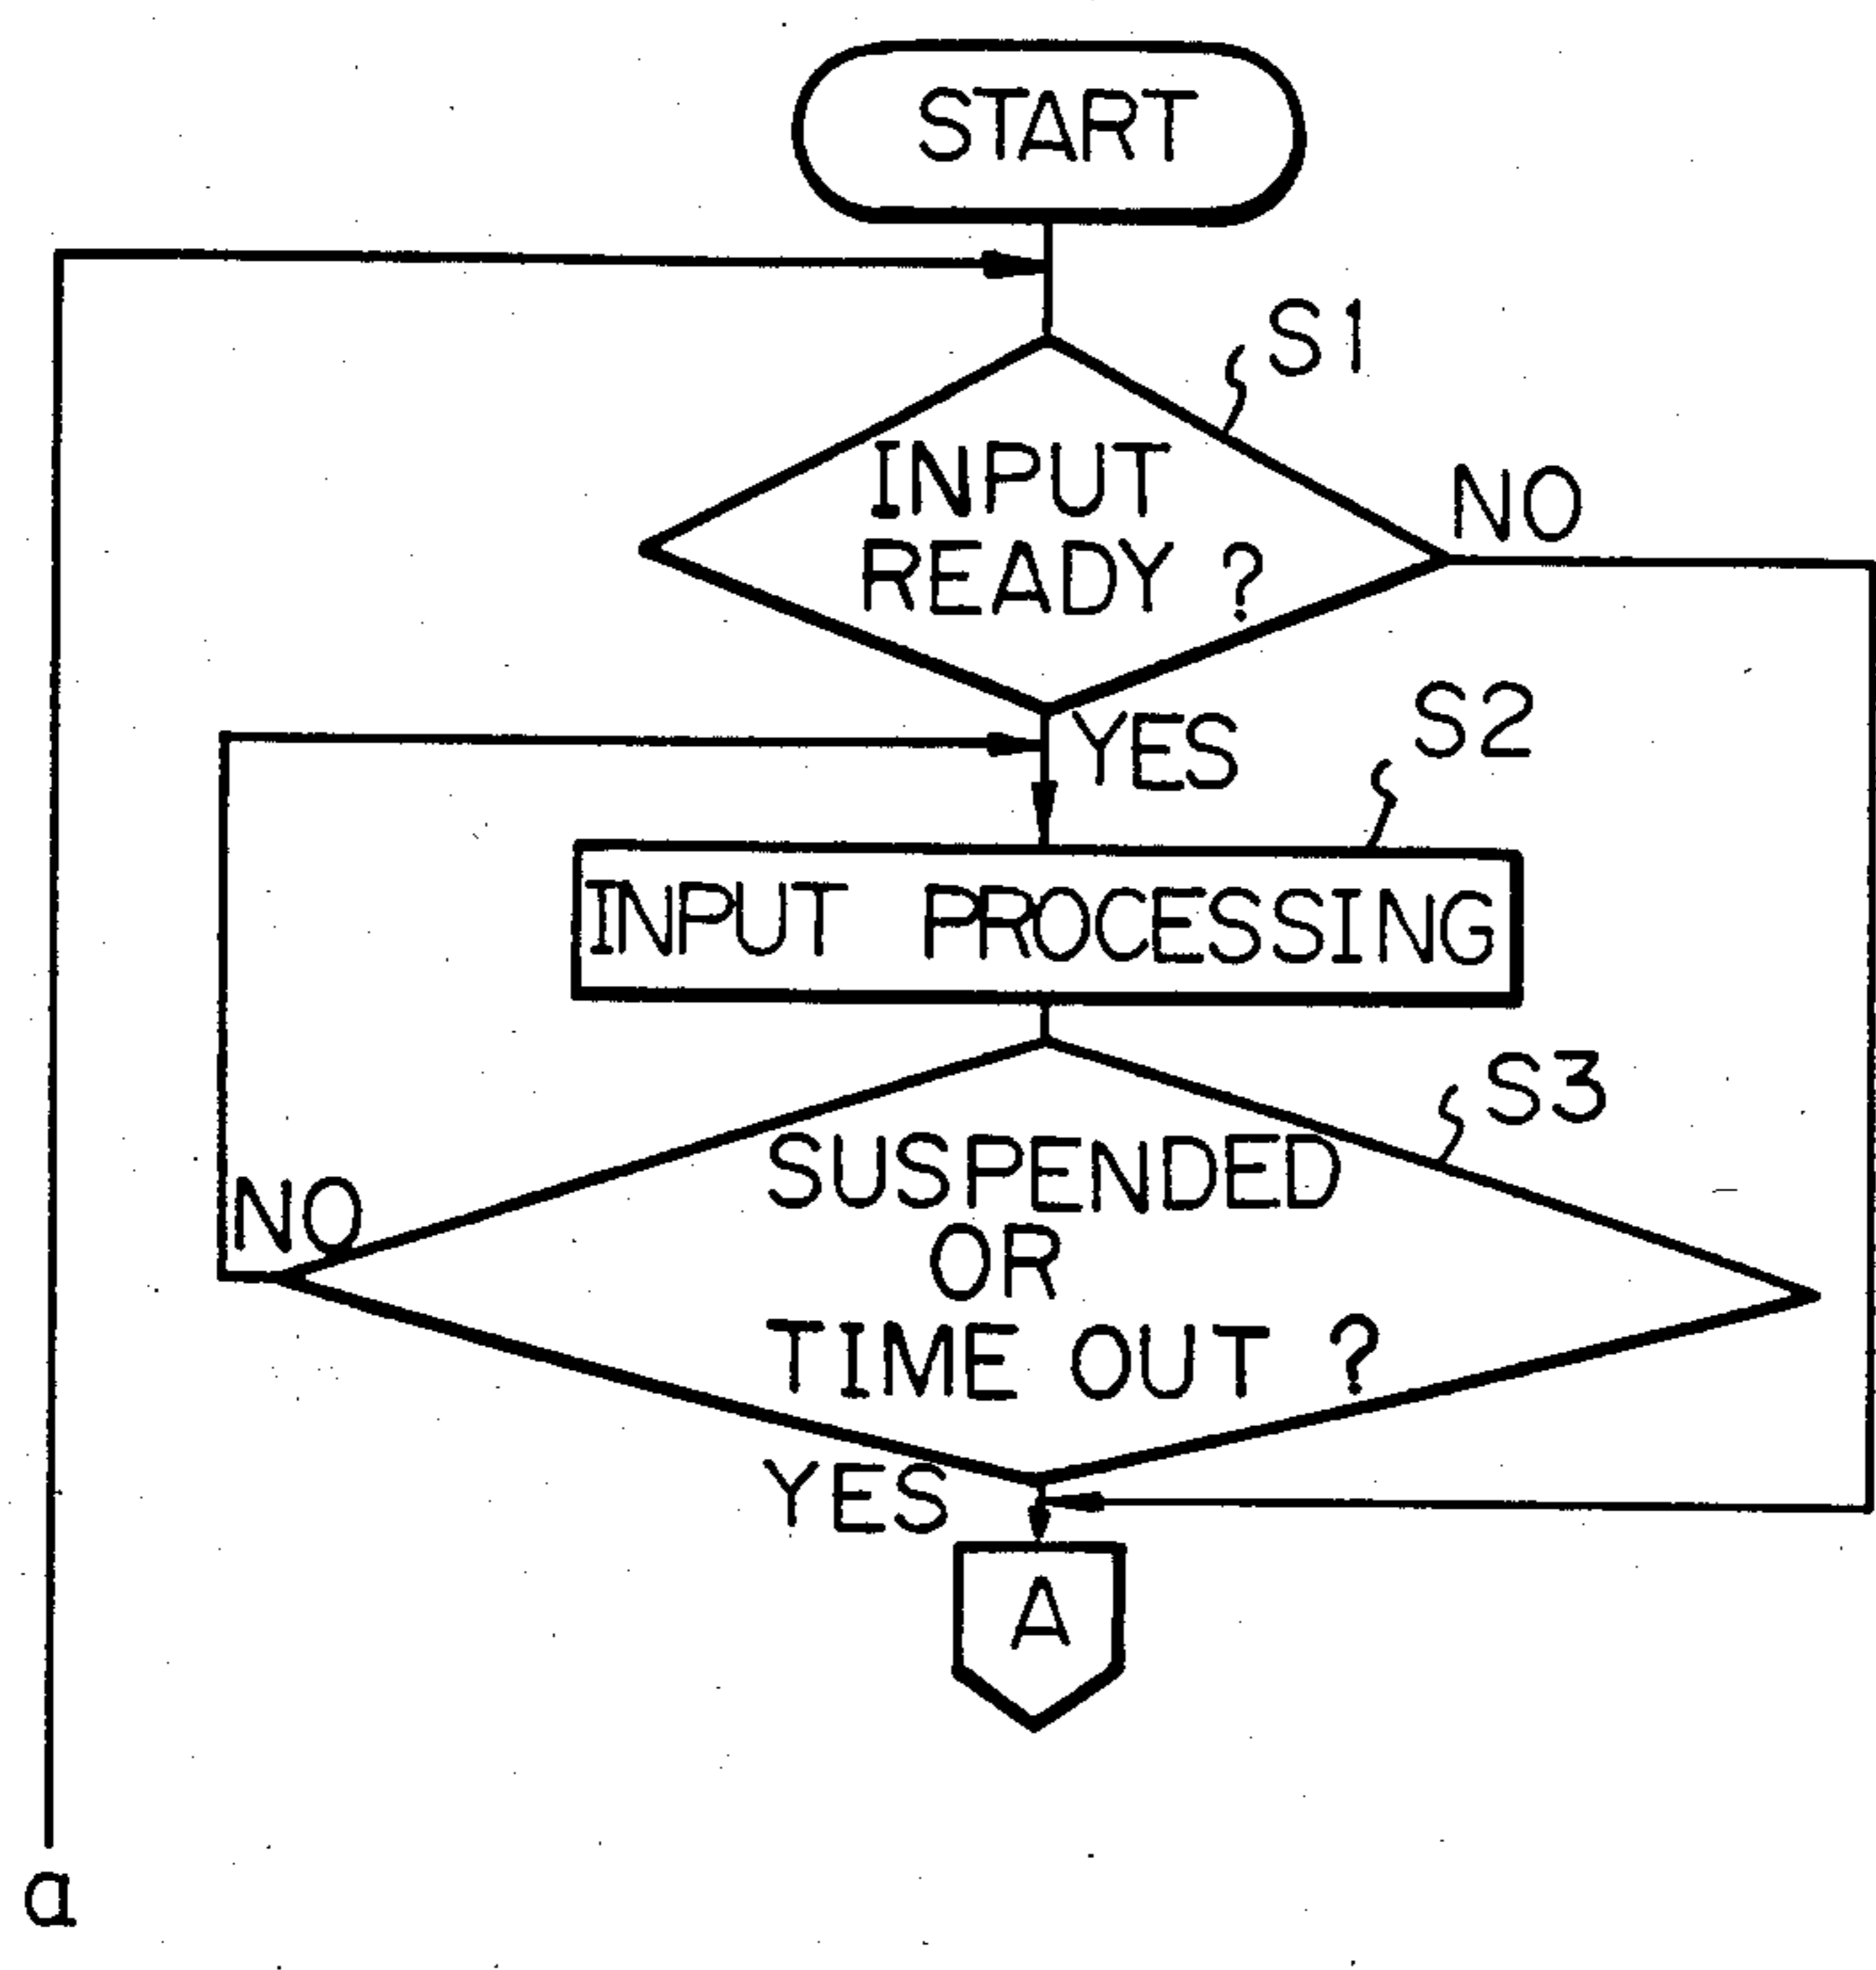 START
S1
INPUT
READY ?
NO
YES
S2
INPUT PROCESSING
S3
SUSPENDED
OR
TIME OUT ?
NO
YES
A
a